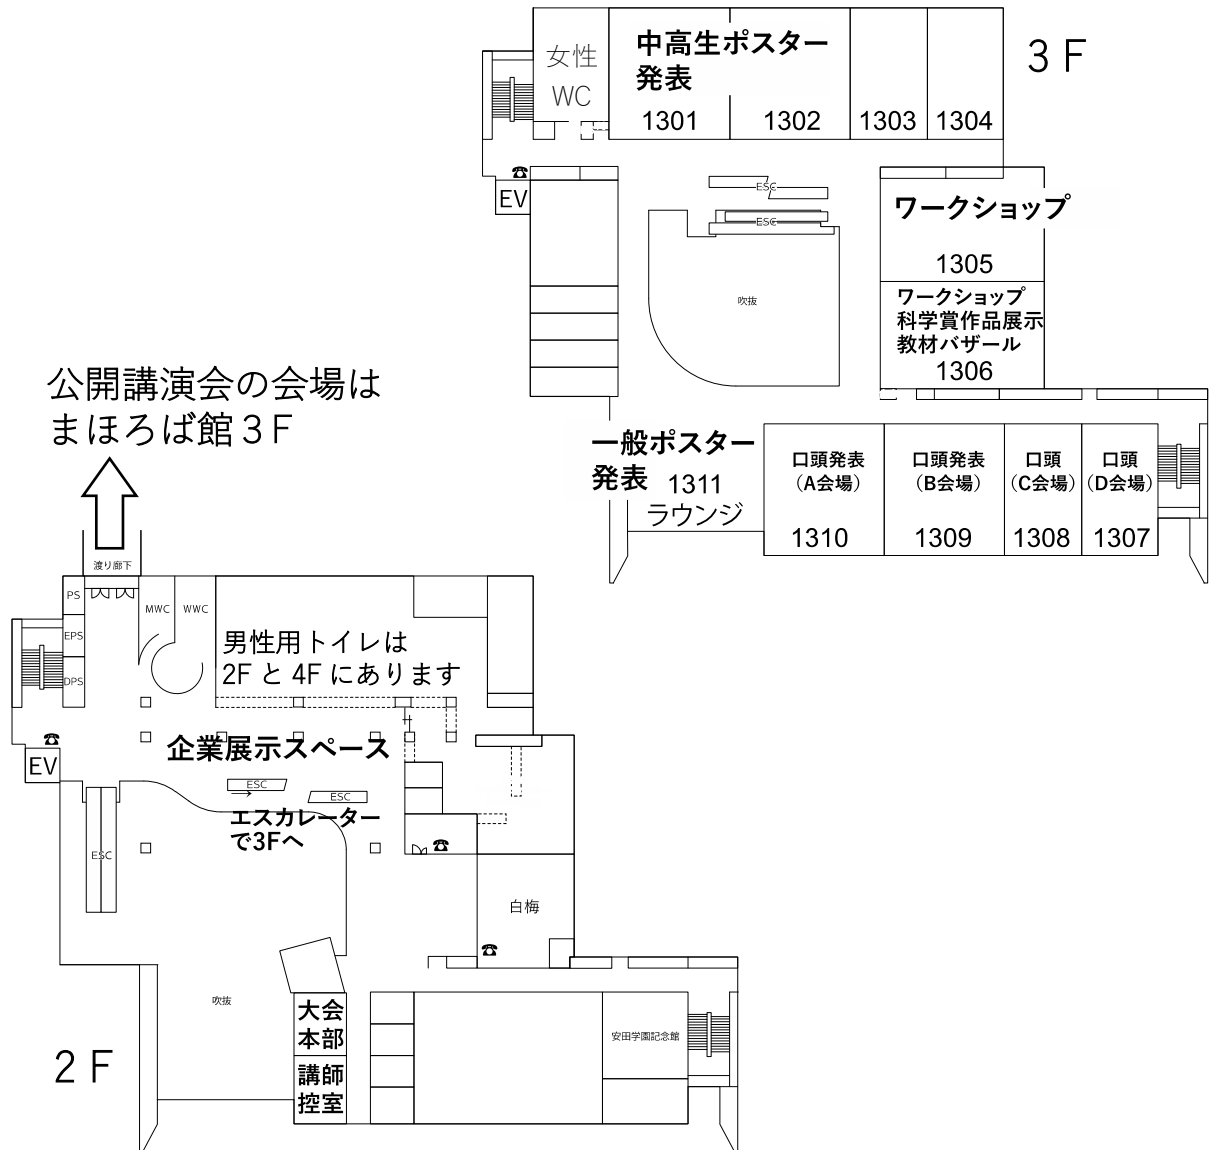 3 F
女性
WC
中高生ポスター
発表
1301
1302
1303
1304
EV
ESC
ESC
吹抜
ワークショップ
1305
ワークショップ
科学賞作品展示
教材バザール
1306
一般ポスター
発表
1311
ラウンジ
口頭発表
（A会場）
1310
口頭発表
（B会場）
1309
口頭
（C会場）
1308
口頭
（D会場）
1307
公開講演会の会場は
まほろば館３F
渡り廊下
PS
EPS
DPS
MWC
WWC
男性用トイレは
2F と 4F にあります
企業展示スペース
EV
ESC
ESC
エスカレーター
で3Fへ
ESC
白梅
吹抜
大会
本部
講師
控室
安田学園記念館
2 F